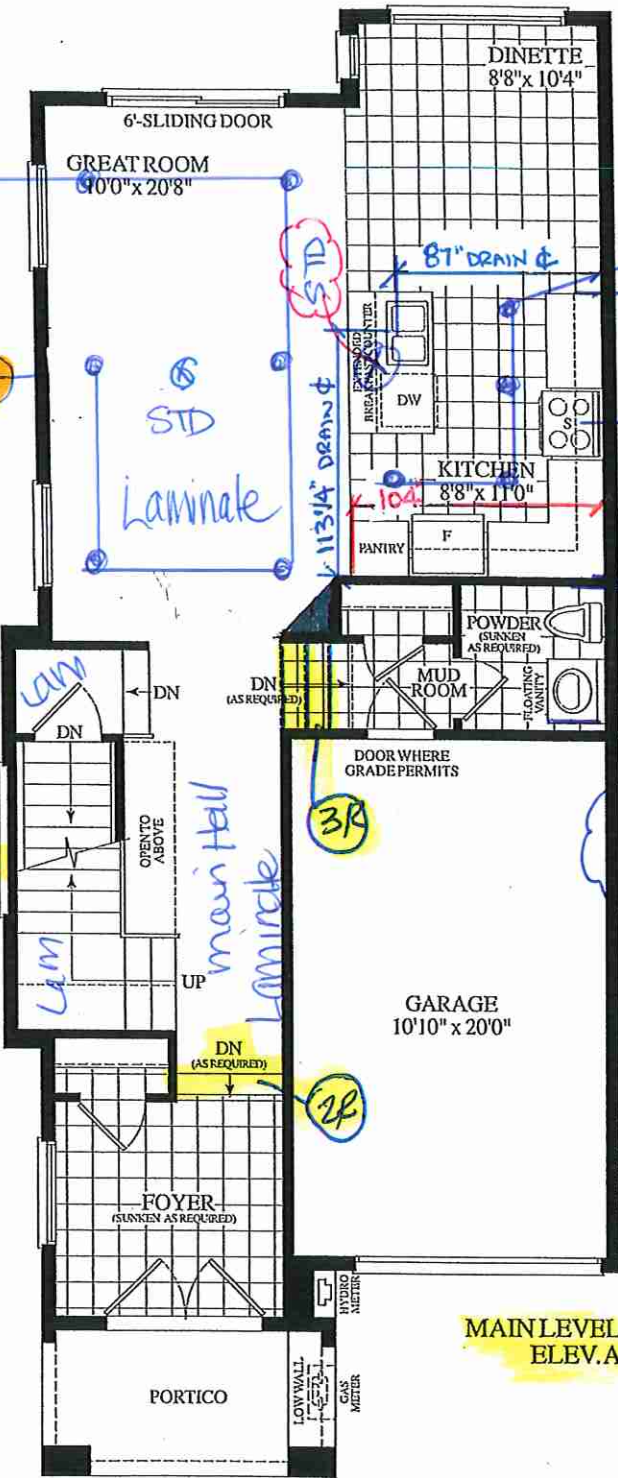 DINETTE
8'8" x 10'4"
6'-SLIDING DOOR
GREAT ROOM
10'0" x 20'8"
STD
87" DRAIN ℄
EXTENDED
BREAKFAST COUNTER
DW
S
STD
Laminate
113 1/4" DRAIN ℄
KITCHEN
8'8" x 11'0"
104"
PANTRY
F
POWDER
(SUNKEN
AS REQUIRED)
FLOATING
VANITY
MUD
ROOM
DN
(AS REQUIRED)
Lam
DN
DN
DOOR WHERE
GRADE PERMITS
3R
OPEN TO
ABOVE
main Hall
Laminate
Lam
UP
GARAGE
10'10" x 20'0"
DN
(AS REQUIRED)
2R
FOYER
(SUNKEN AS REQUIRED)
HYDRO
METER
MAIN LEVEL
ELEV. A
PORTICO
LOW WALL
GAS
METER